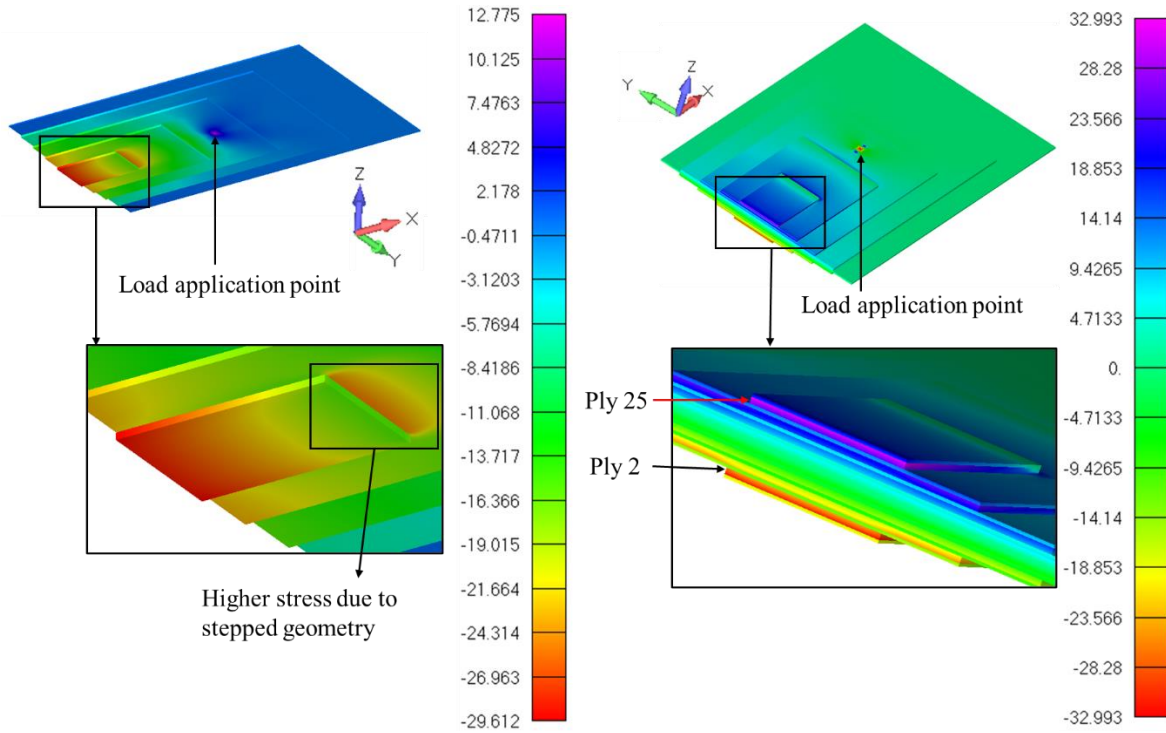 12.775
10.125
7.4763
4.8272
2.178
-0.4711
-3.1203
-5.7694
-8.4186
-11.068
-13.717
-16.366
-19.015
-21.664
-24.314
-26.963
-29.612
Z
X
Y
Load application point
Higher stress due to
stepped geometry
32.993
28.28
23.566
18.853
14.14
9.4265
4.7133
0.
-4.7133
-9.4265
-14.14
-18.853
-23.566
-28.28
-32.993
Z
Y
X
Load application point
Ply 25
Ply 2